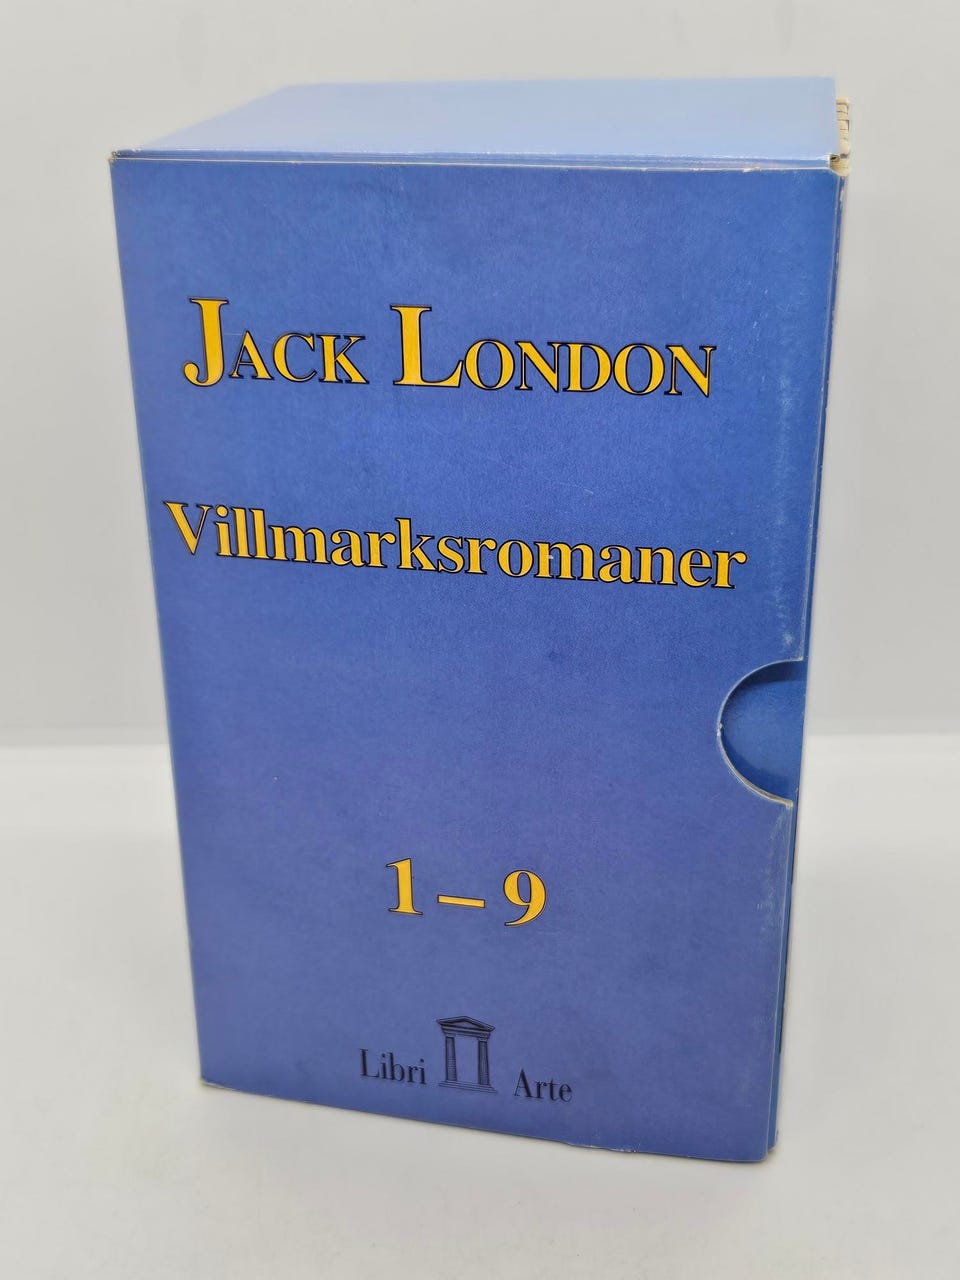 JACK LONDON
Villmarksromaner
1 – 9
Libri Arte